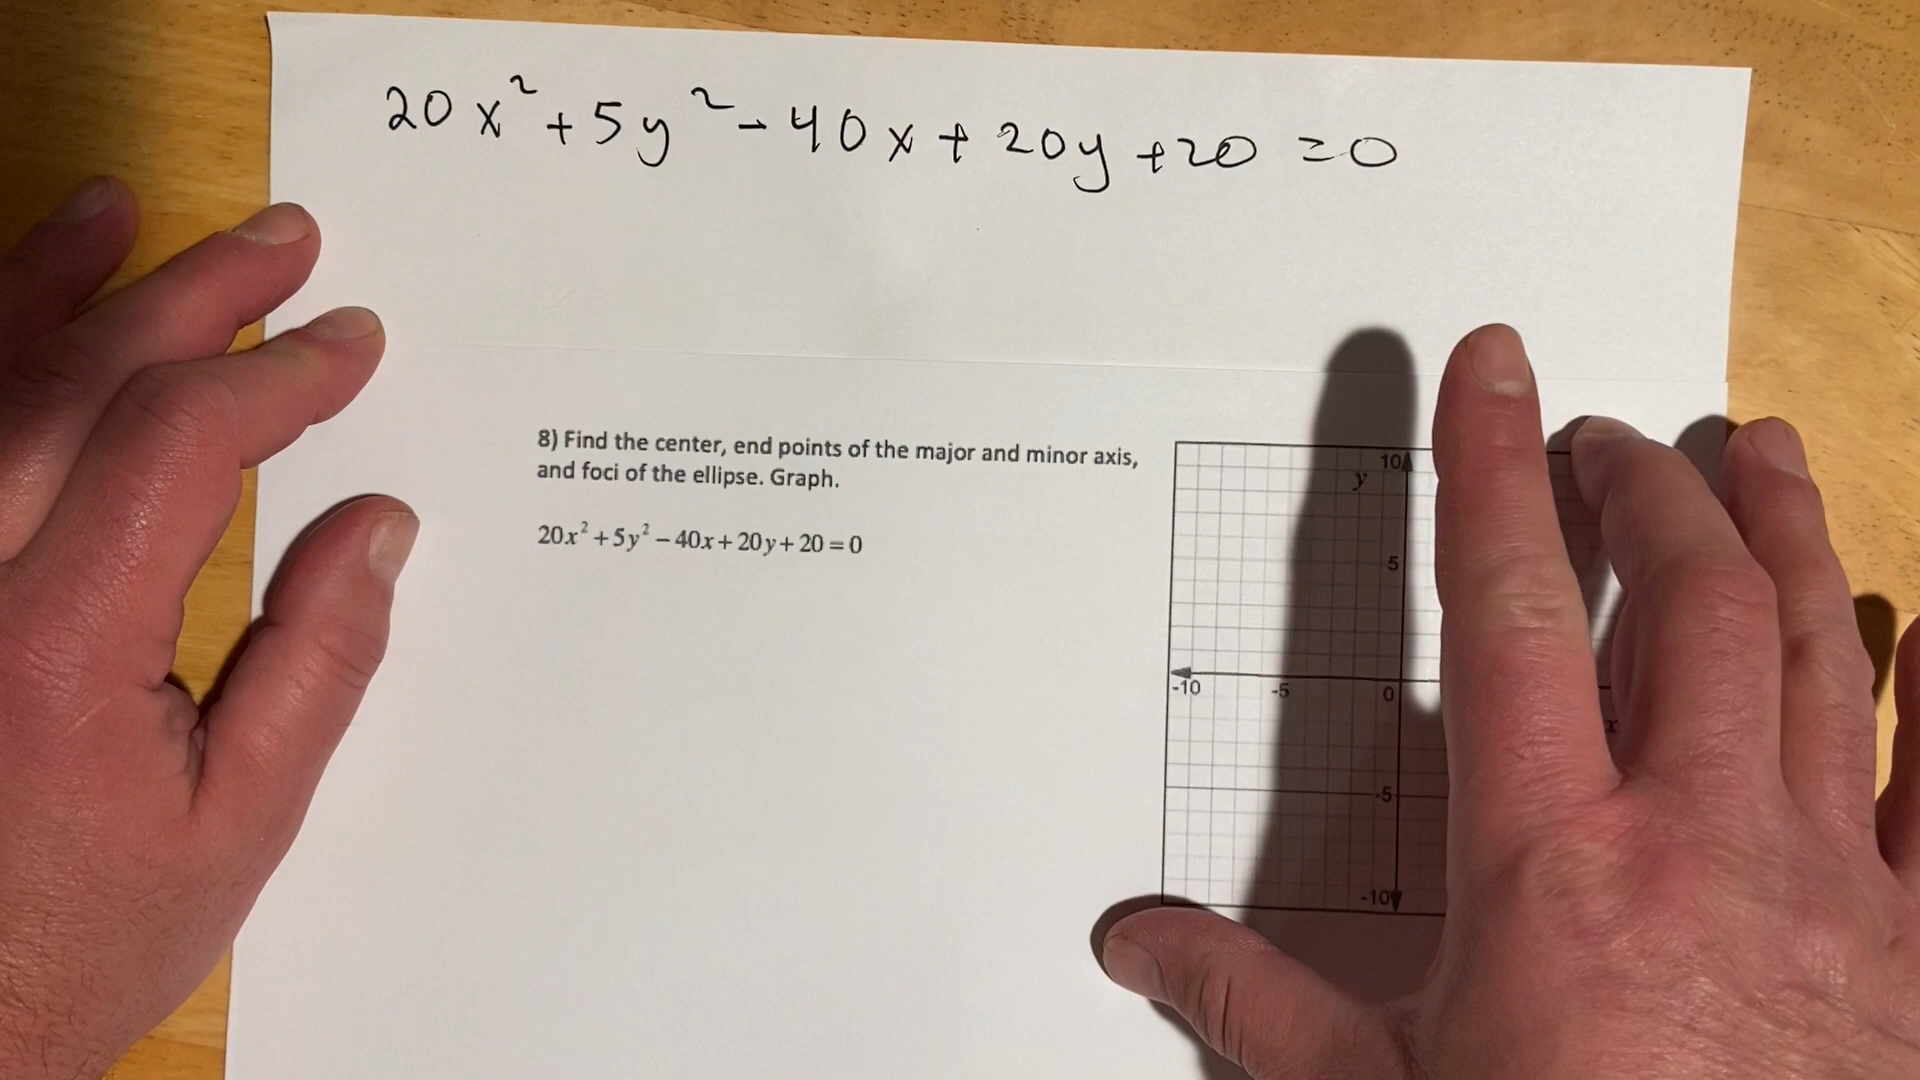 20x² + 5y² - 40x + 20y + 20 = 0
8) Find the center, end points of the major and minor axis,
and foci of the ellipse. Graph.
20x² + 5y² − 40x + 20y + 20 = 0
10
y
5
-10
-5
0
x
-5
-10